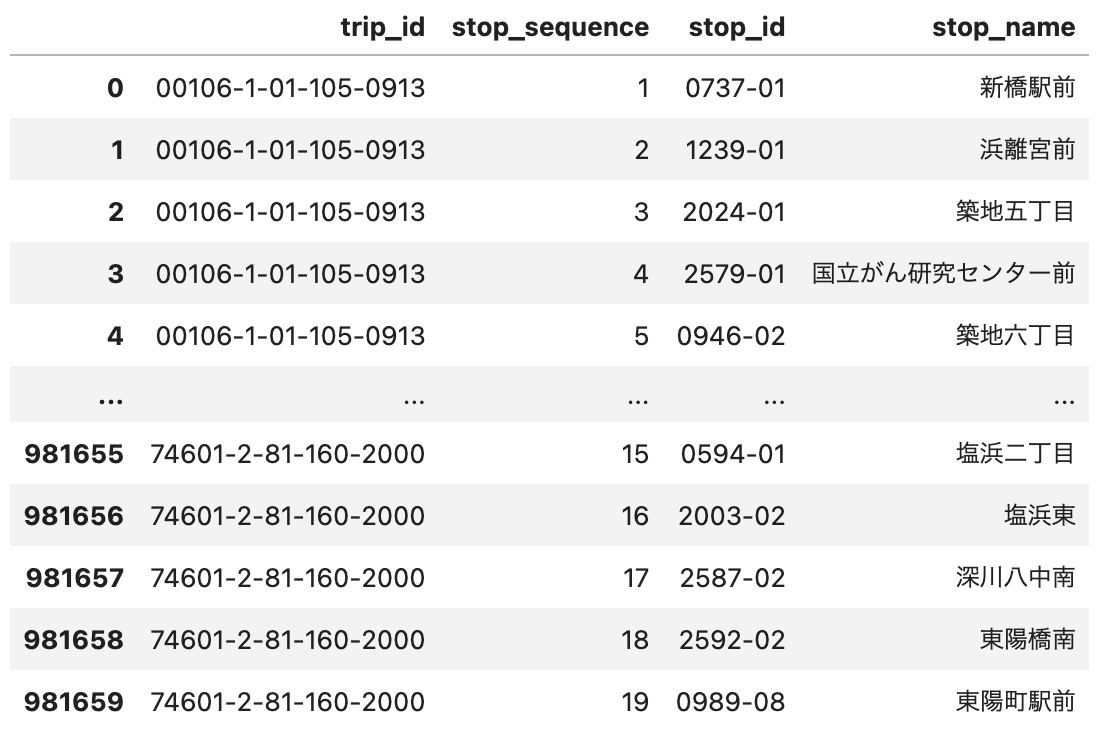 trip_id stop_sequence stop_id stop_name
0 00106-1-01-105-0913 1 0737-01 新橋駅前
1 00106-1-01-105-0913 2 1239-01 浜離宮前
2 00106-1-01-105-0913 3 2024-01 築地五丁目
3 00106-1-01-105-0913 4 2579-01 国立がん研究センター前
4 00106-1-01-105-0913 5 0946-02 築地六丁目
... ... ... ... ...
981655 74601-2-81-160-2000 15 0594-01 塩浜二丁目
981656 74601-2-81-160-2000 16 2003-02 塩浜東
981657 74601-2-81-160-2000 17 2587-02 深川八中南
981658 74601-2-81-160-2000 18 2592-02 東陽橋南
981659 74601-2-81-160-2000 19 0989-08 東陽町駅前